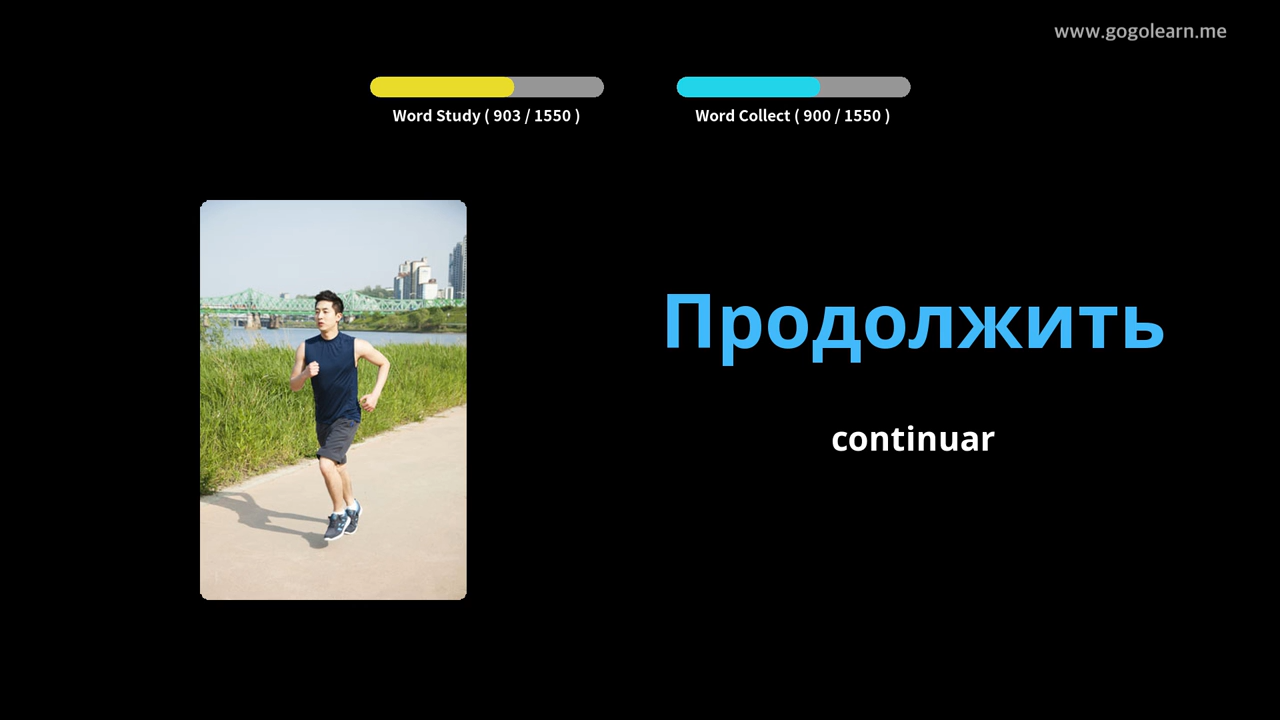 www.gogolearn.me
Word Study ( 903 / 1550 )
Word Collect ( 900 / 1550 )
Продолжить
continuar